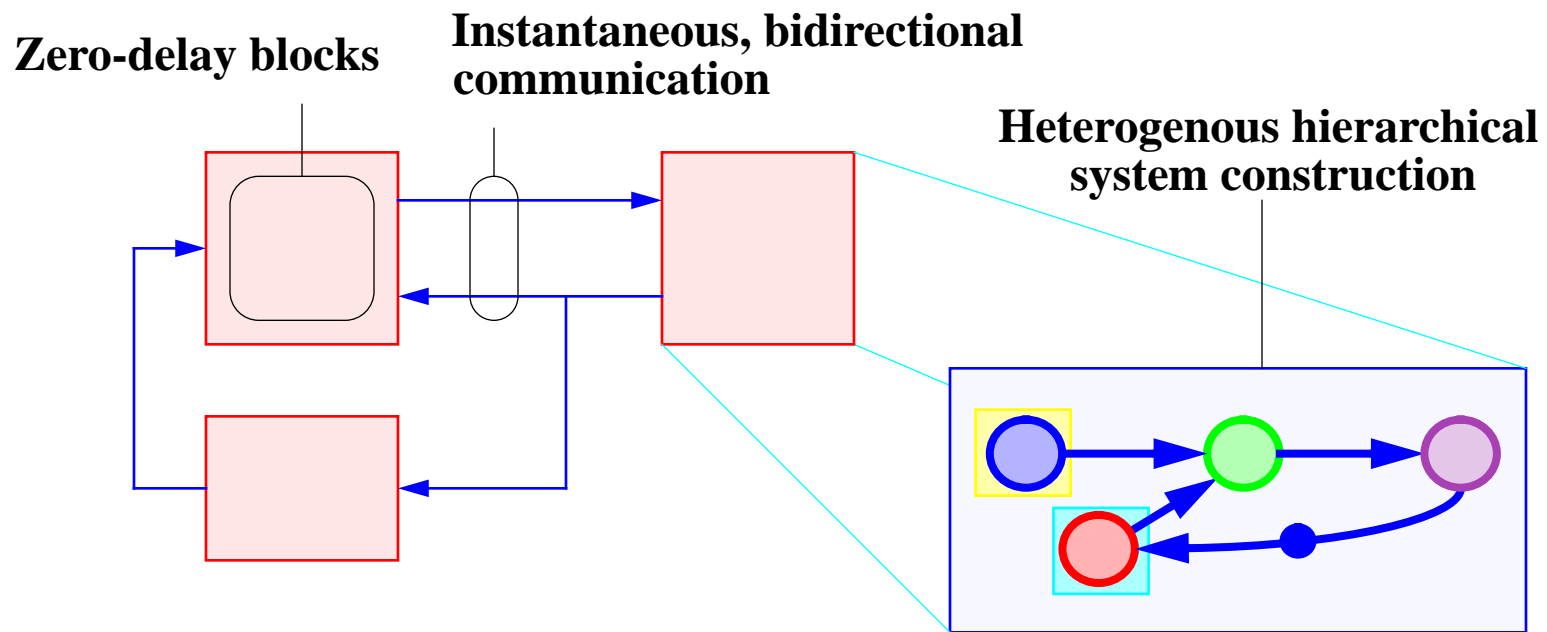 Zero-delay blocks
Instantaneous, bidirectional
communication
Heterogenous hierarchical
system construction